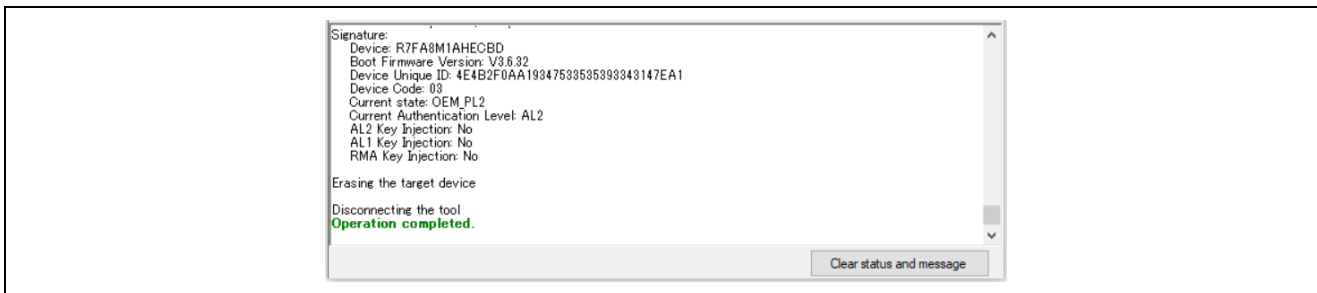 Signature:
Device: R7FA8M1AHECBD
Boot Firmware Version: V3.6.32
Device Unique ID: 4E4B2F0AA19347533535393343147EA1
Device Code: 03
Current state: OEM_PL2
Current Authentication Level: AL2
AL2 Key Injection: No
AL1 Key Injection: No
RMA Key Injection: No
Erasing the target device
Disconnecting the tool
Operation completed.
Clear status and message